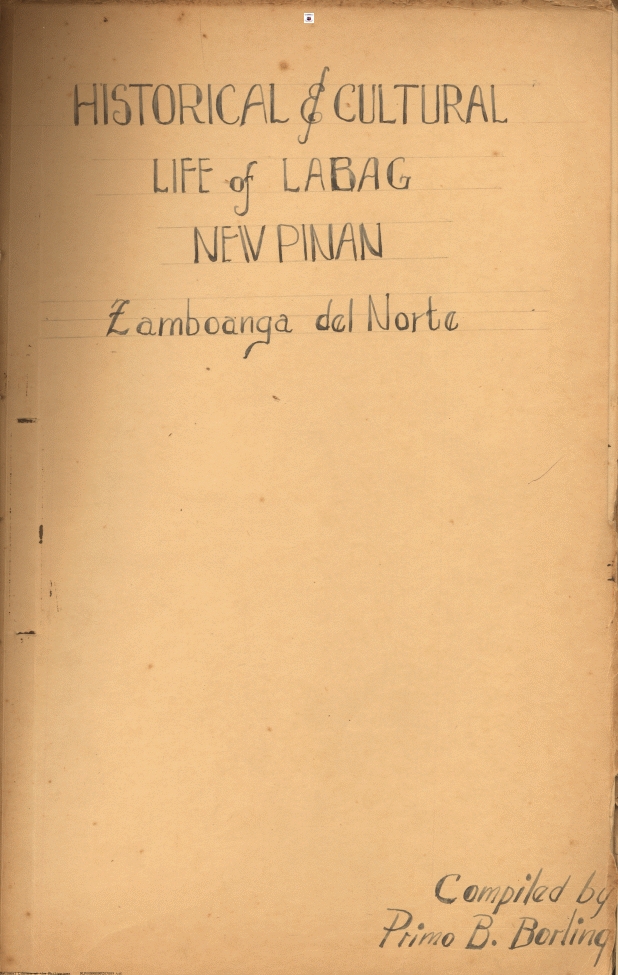 HISTORICAL & CULTURAL
LIFE of LABAG
NEW PINAN
Zamboanga del Norte
Compiled by
Primo B. Borling